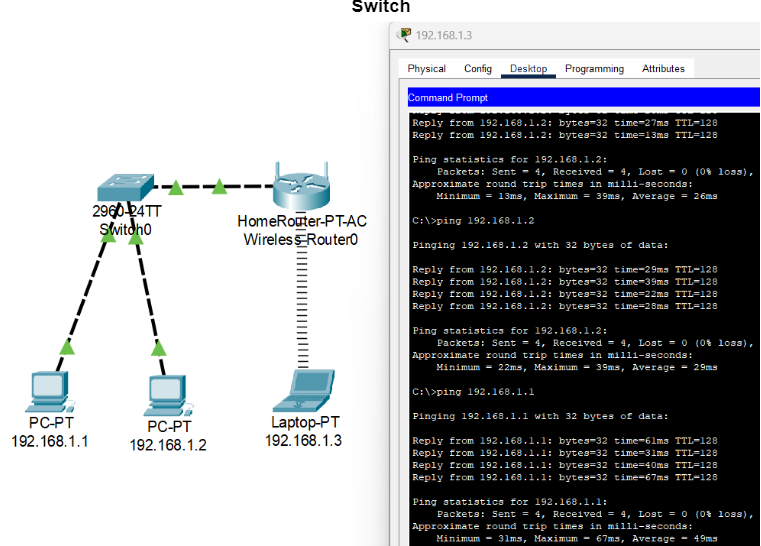 Switch
2960-24TT
Switch0
HomeRouter-PT-AC
Wireless Router0
PC-PT
192.168.1.1
PC-PT
192.168.1.2
Laptop-PT
192.168.1.3
192.168.1.3
Physical Config Desktop Programming Attributes
Command Prompt
Reply from 192.168.1.2: bytes=32 time=27ms TTL=128
Reply from 192.168.1.2: bytes=32 time=13ms TTL=128
Ping statistics for 192.168.1.2:
Packets: Sent = 4, Received = 4, Lost = 0 (0% loss),
Approximate round trip times in milli-seconds:
Minimum = 13ms, Maximum = 39ms, Average = 26ms
C:\>ping 192.168.1.2
Pinging 192.168.1.2 with 32 bytes of data:
Reply from 192.168.1.2: bytes=32 time=29ms TTL=128
Reply from 192.168.1.2: bytes=32 time=39ms TTL=128
Reply from 192.168.1.2: bytes=32 time=22ms TTL=128
Reply from 192.168.1.2: bytes=32 time=28ms TTL=128
Ping statistics for 192.168.1.2:
Packets: Sent = 4, Received = 4, Lost = 0 (0% loss),
Approximate round trip times in milli-seconds:
Minimum = 22ms, Maximum = 39ms, Average = 29ms
C:\>ping 192.168.1.1
Pinging 192.168.1.1 with 32 bytes of data:
Reply from 192.168.1.1: bytes=32 time=61ms TTL=128
Reply from 192.168.1.1: bytes=32 time=31ms TTL=128
Reply from 192.168.1.1: bytes=32 time=40ms TTL=128
Reply from 192.168.1.1: bytes=32 time=67ms TTL=128
Ping statistics for 192.168.1.1:
Packets: Sent = 4, Received = 4, Lost = 0 (0% loss),
Approximate round trip times in milli-seconds:
Minimum = 31ms, Maximum = 67ms, Average = 49ms